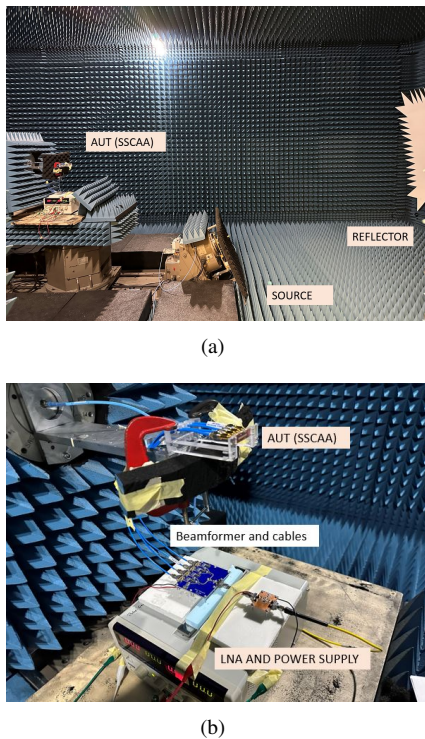 AUT (SSCAA)
REFLECTOR
SOURCE
(a)
AUT (SSCAA)
Beamformer and cables
LNA AND POWER SUPPLY
(b)